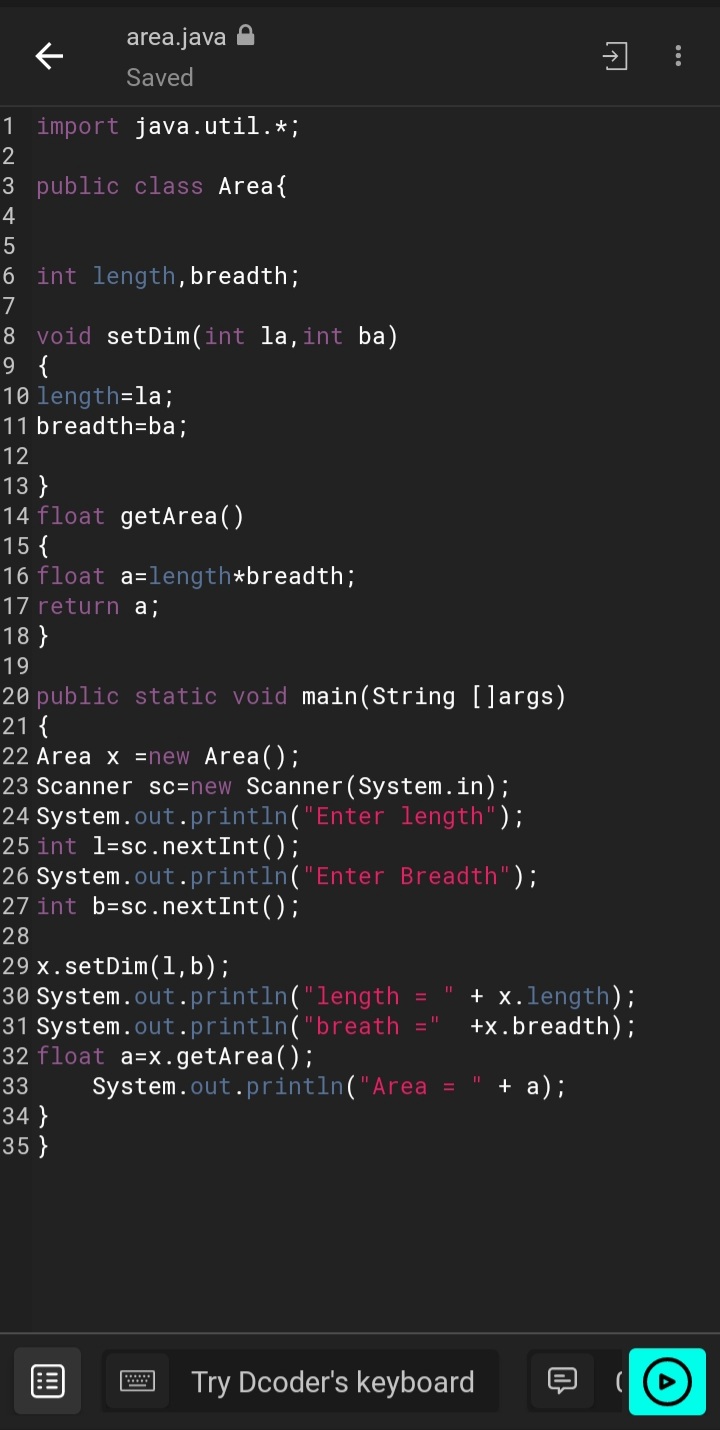 area.java
Saved
1 import java.util.*;
2
3 public class Area{
4
5
6 int length,breadth;
7
8 void setDim(int la,int ba)
9 {
10 length=la;
11 breadth=ba;
12
13 }
14 float getArea()
15 {
16 float a=length*breadth;
17 return a;
18 }
19
20 public static void main(String []args)
21 {
22 Area x =new Area();
23 Scanner sc=new Scanner(System.in);
24 System.out.println("Enter length");
25 int l=sc.nextInt();
26 System.out.println("Enter Breadth");
27 int b=sc.nextInt();
28
29 x.setDim(l,b);
30 System.out.println("length = " + x.length);
31 System.out.println("breath ="  +x.breadth);
32 float a=x.getArea();
33     System.out.println("Area = " + a);
34 }
35 }
Try Dcoder's keyboard